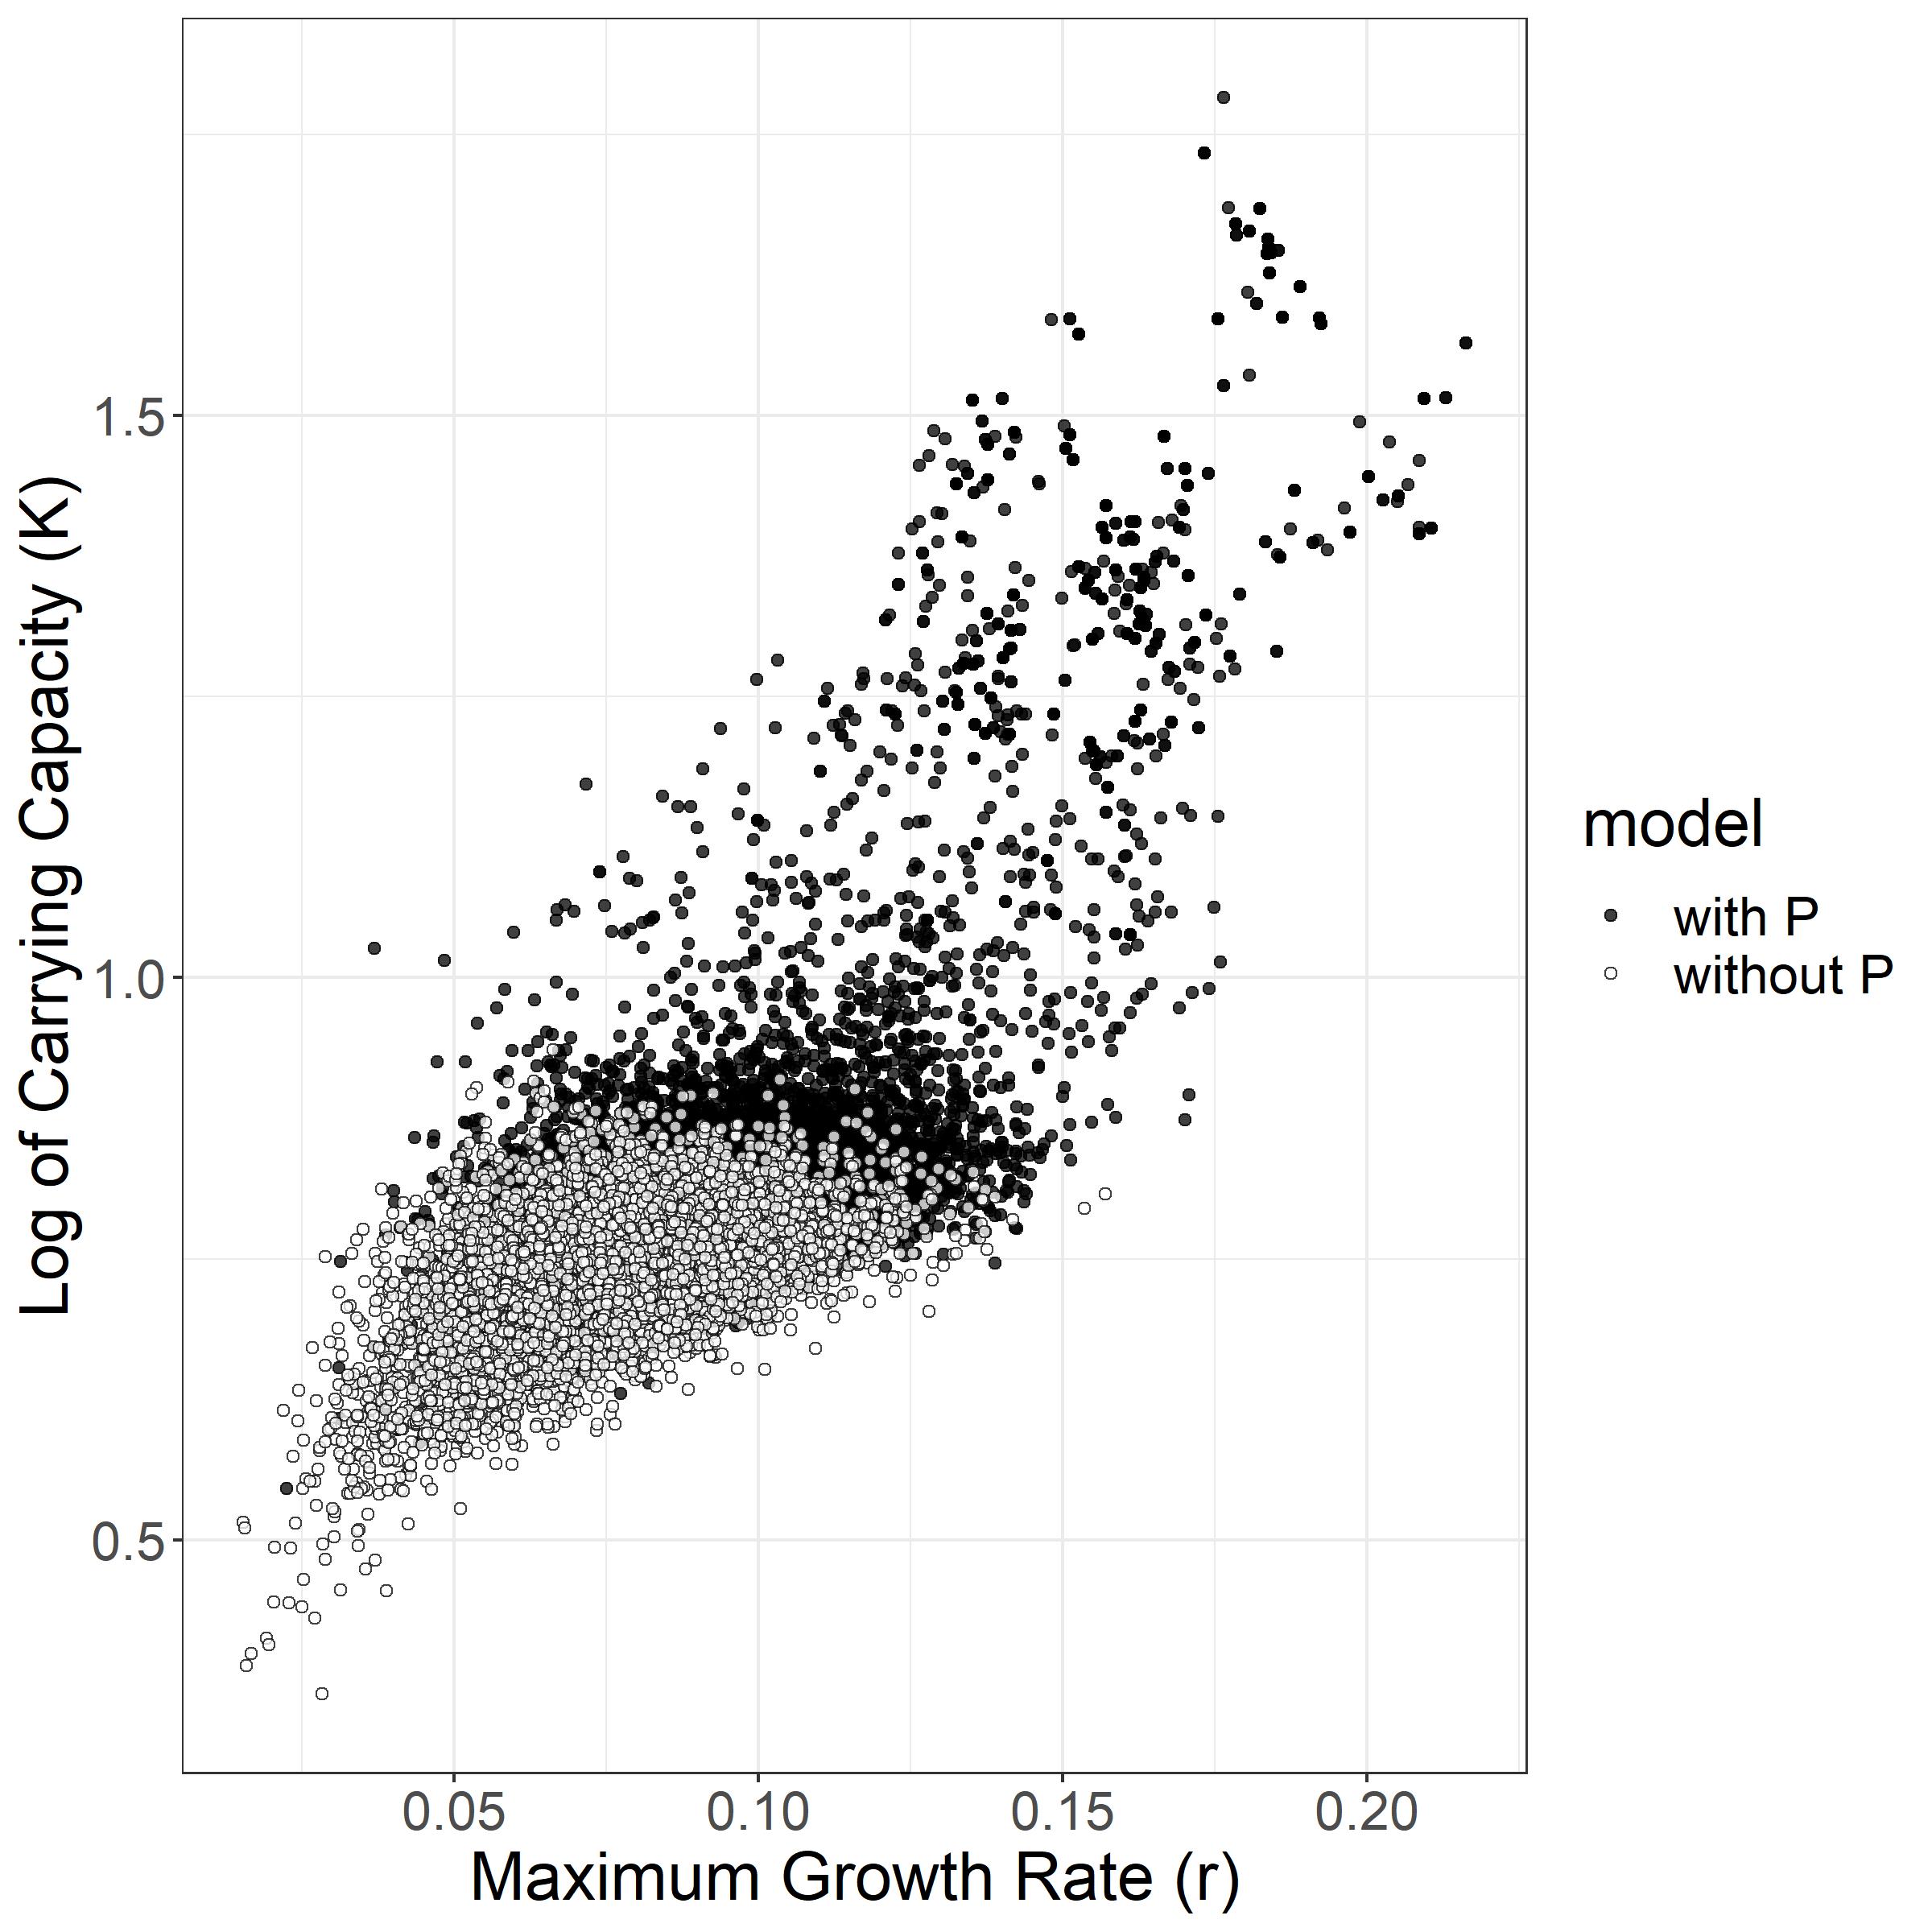 Log of Carrying Capacity (K)
1.5
1.0
0.5
0.05 0.10 0.15 0.20
Maximum Growth Rate (r)
model
with P
without P